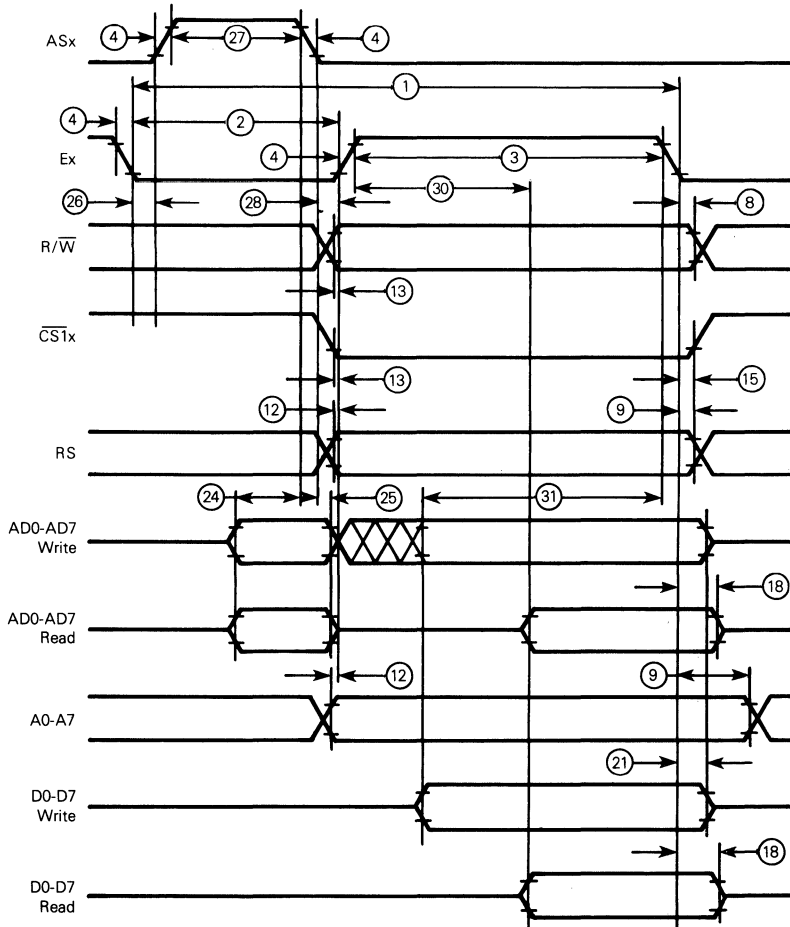 4
27
4
ASx
1
4
2
4
3
Ex
30
26
28
8
R/W̅
13
C̅S̅1̅x
13
15
12
9
RS
24
25
31
AD0-AD7
Write
18
AD0-AD7
Read
12
9
A0-A7
21
D0-D7
Write
18
D0-D7
Read